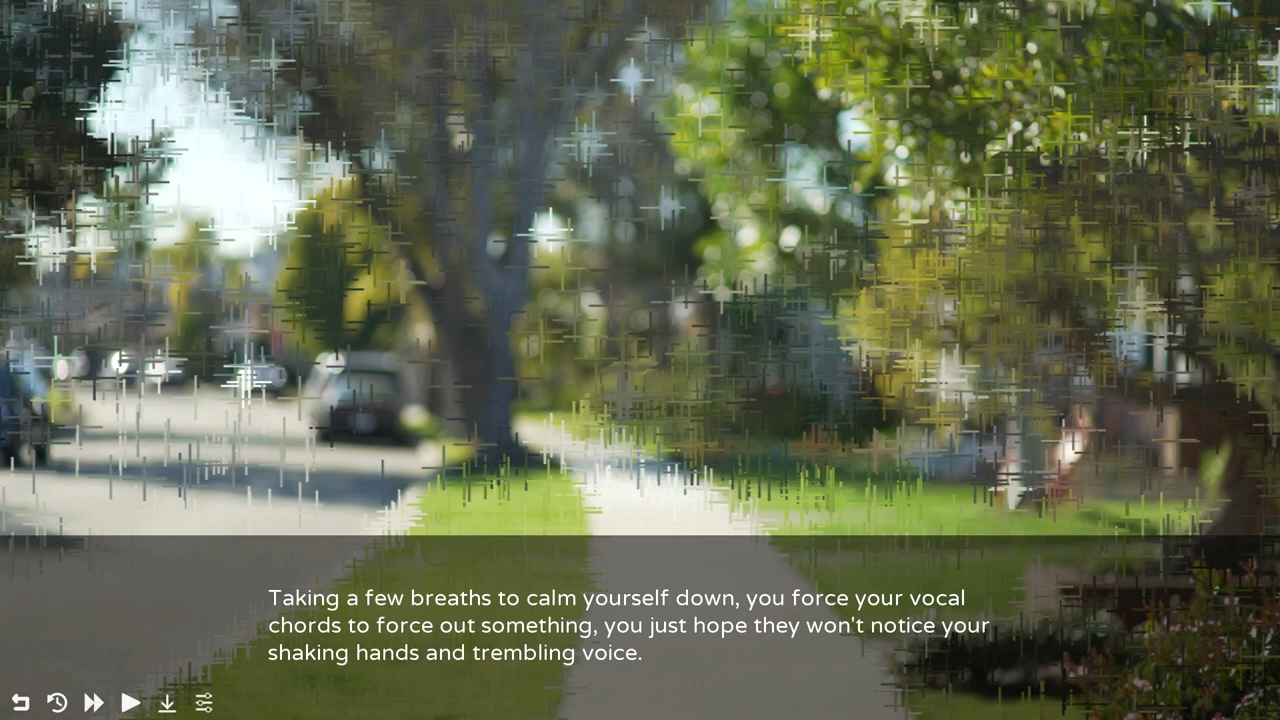 Taking a few breaths to calm yourself down, you force your vocal
chords to force out something, you just hope they won't notice your
shaking hands and trembling voice.